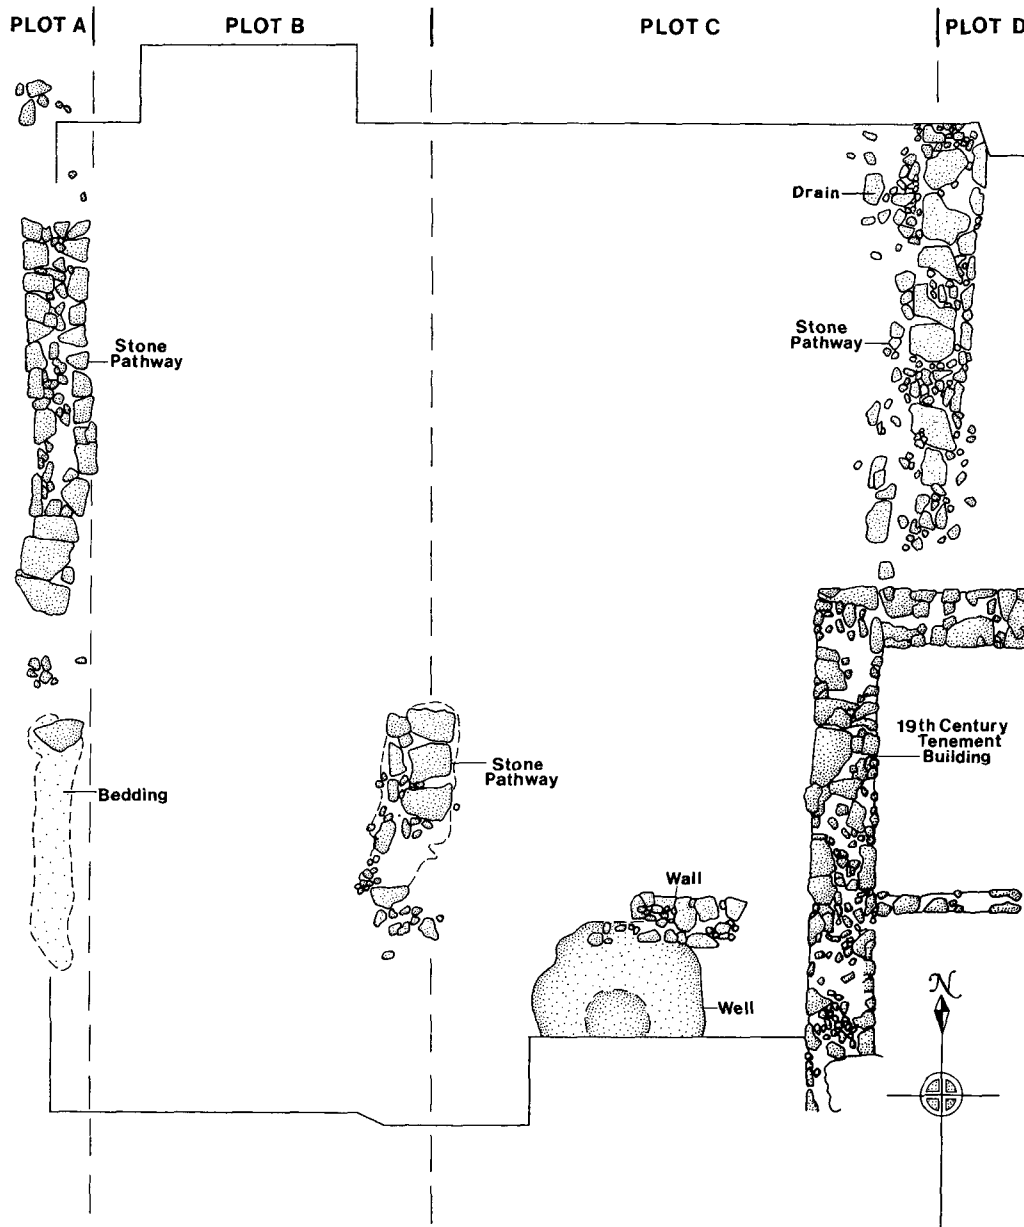 PLOT A
PLOT B
PLOT C
PLOT D
Drain
Stone
Pathway
Stone
Pathway
19th Century
Tenement
Building
Stone
Pathway
Bedding
Wall
Well
N